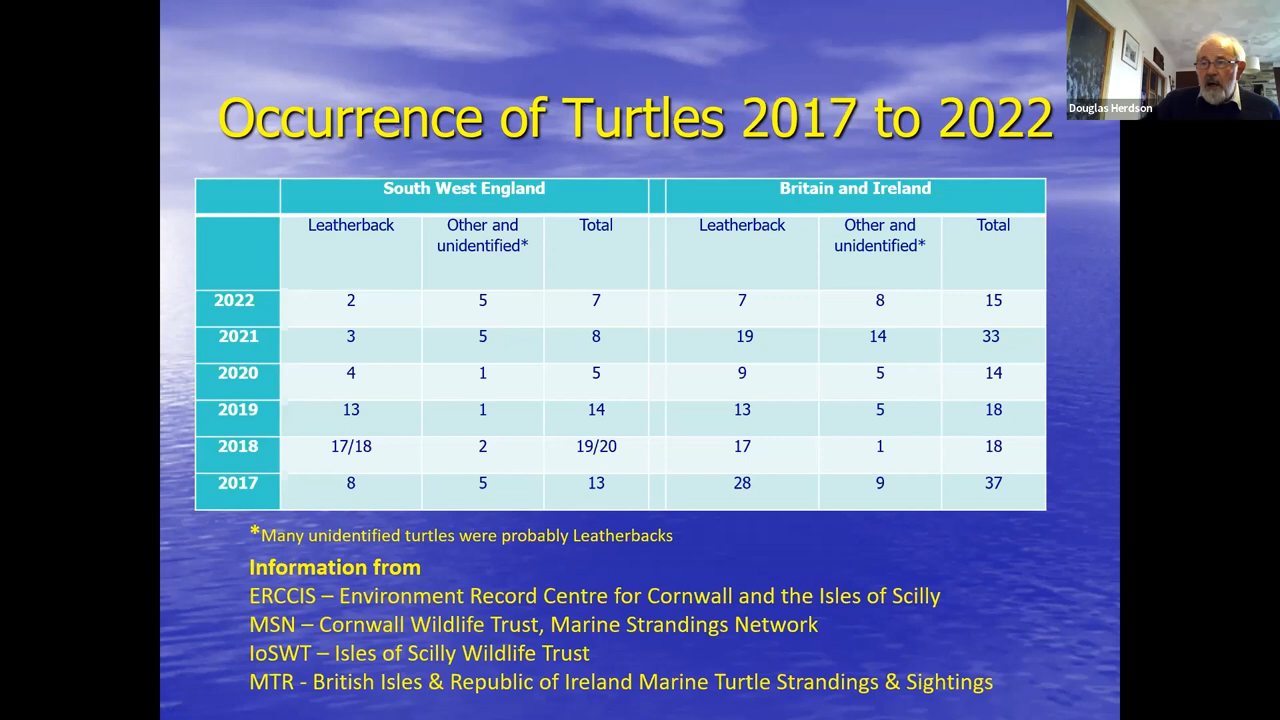 Occurrence of Turtles 2017 to 2022
Douglas Herdson
South West England Britain and Ireland
Leatherback Other and unidentified* Total Leatherback Other and unidentified* Total
2022 2 5 7 7 8 15
2021 3 5 8 19 14 33
2020 4 1 5 9 5 14
2019 13 1 14 13 5 18
2018 17/18 2 19/20 17 1 18
2017 8 5 13 28 9 37
*Many unidentified turtles were probably Leatherbacks
Information from
ERCCIS – Environment Record Centre for Cornwall and the Isles of Scilly
MSN – Cornwall Wildlife Trust, Marine Strandings Network
IoSWT – Isles of Scilly Wildlife Trust
MTR - British Isles & Republic of Ireland Marine Turtle Strandings & Sightings